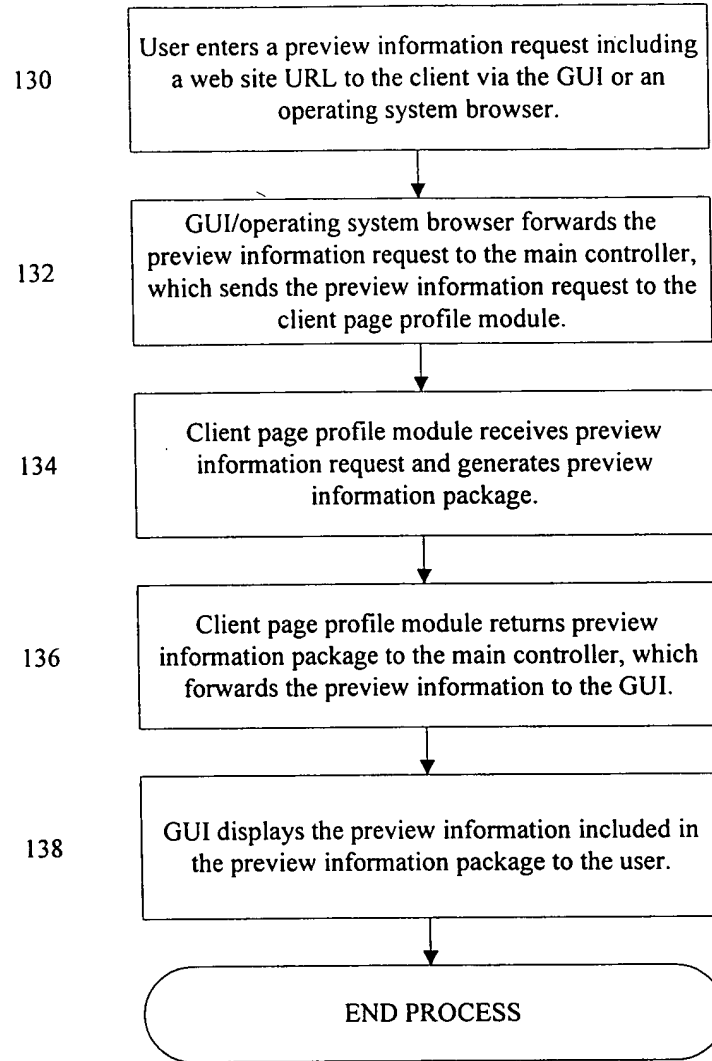 130
User enters a preview information request including
a web site URL to the client via the GUI or an
operating system browser.
132
GUI/operating system browser forwards the
preview information request to the main controller,
which sends the preview information request to the
client page profile module.
134
Client page profile module receives preview
information request and generates preview
information package.
136
Client page profile module returns preview
information package to the main controller, which
forwards the preview information to the GUI.
138
GUI displays the preview information included in
the preview information package to the user.
END PROCESS